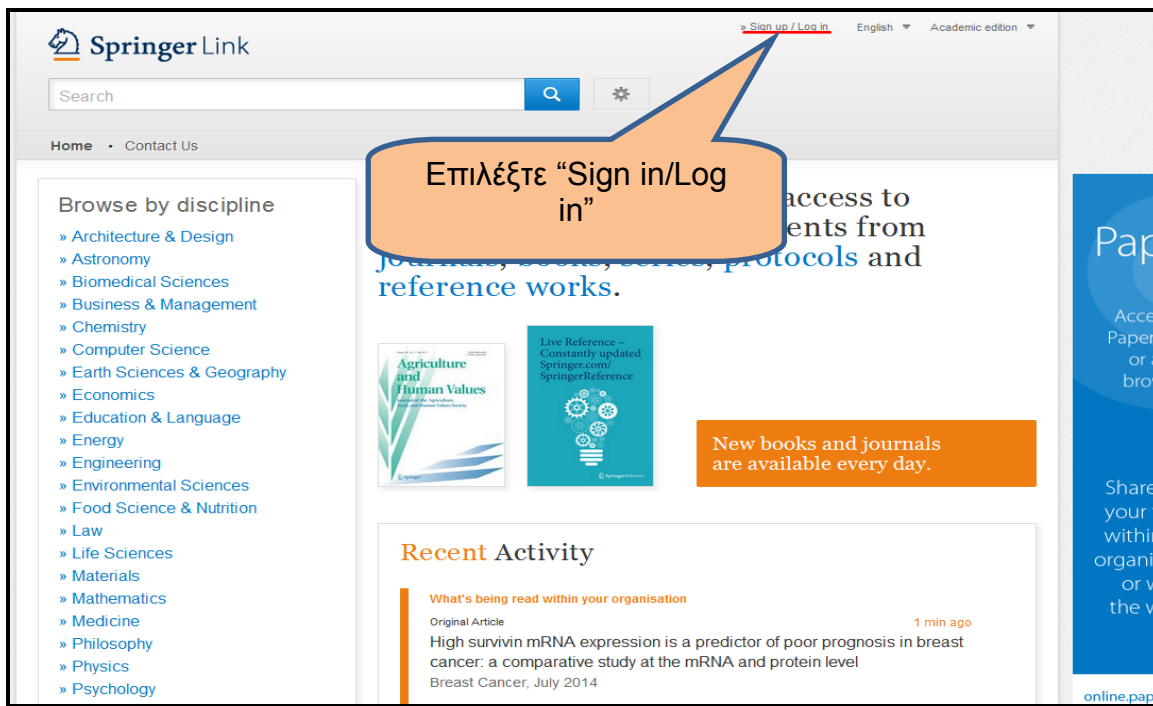 » Sign up / Log in English Academic edition
Springer Link
Search
Home • Contact Us
Επιλέξτε “Sign in/Log
in”
Browse by discipline
» Architecture & Design
» Astronomy
» Biomedical Sciences
» Business & Management
» Chemistry
» Computer Science
» Earth Sciences & Geography
» Economics
» Education & Language
» Energy
» Engineering
» Environmental Sciences
» Food Science & Nutrition
» Law
» Life Sciences
» Materials
» Mathematics
» Medicine
» Philosophy
» Physics
» Psychology
access to
from
journals, books, series, protocols and
reference works.
Agriculture
and
Human Values
Springer
Live Reference –
Constantly updated
Springer.com/
SpringerReference
New books and journals
are available every day.
Recent Activity
What's being read within your organisation
Original Article 1 min ago
High survivin mRNA expression is a predictor of poor prognosis in breast
cancer: a comparative study at the mRNA and protein level
Breast Cancer, July 2014
Pap
Acce
Paper
or
bro
Share
your
withi
organi
or
the
online.pap